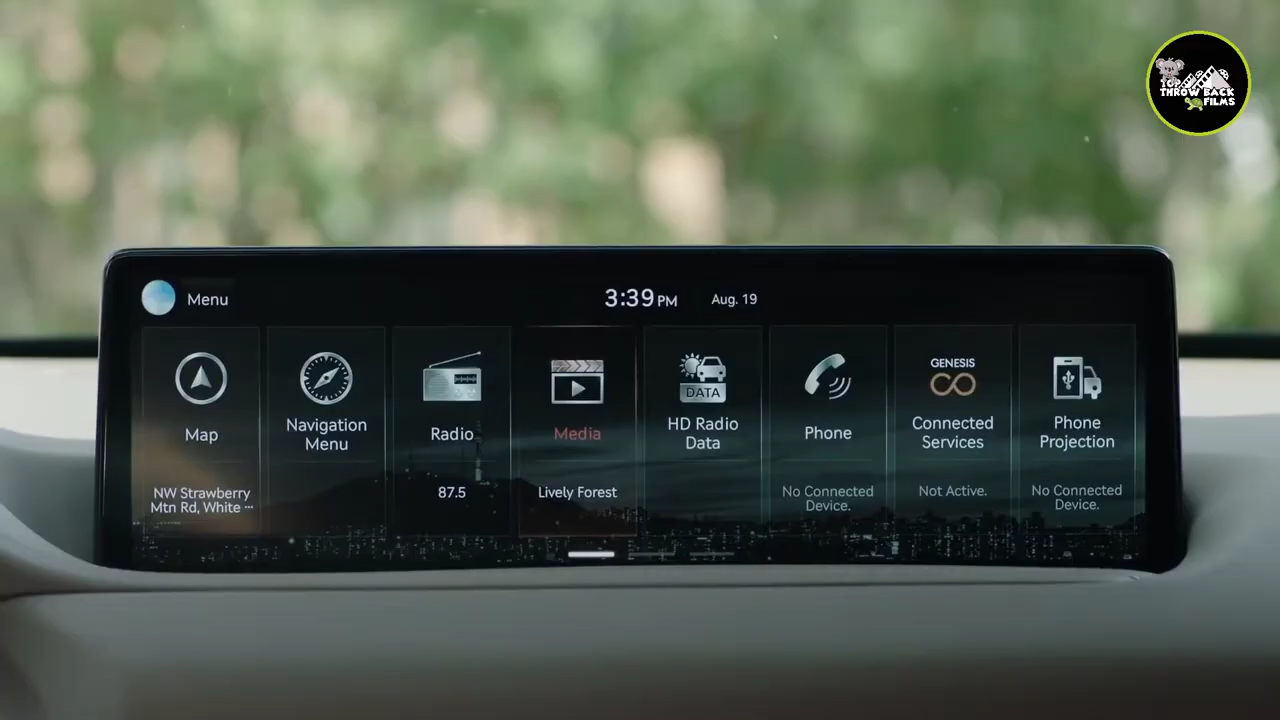 TOP
THROW BACK
FILMS
Menu
3:39 PM
Aug. 19
Map
NW Strawberry
Mtn Rd, White ···
Navigation
Menu
Radio
87.5
Media
Lively Forest
DATA
HD Radio
Data
Phone
No Connected
Device.
GENESIS
Connected
Services
Not Active.
Phone
Projection
No Connected
Device.